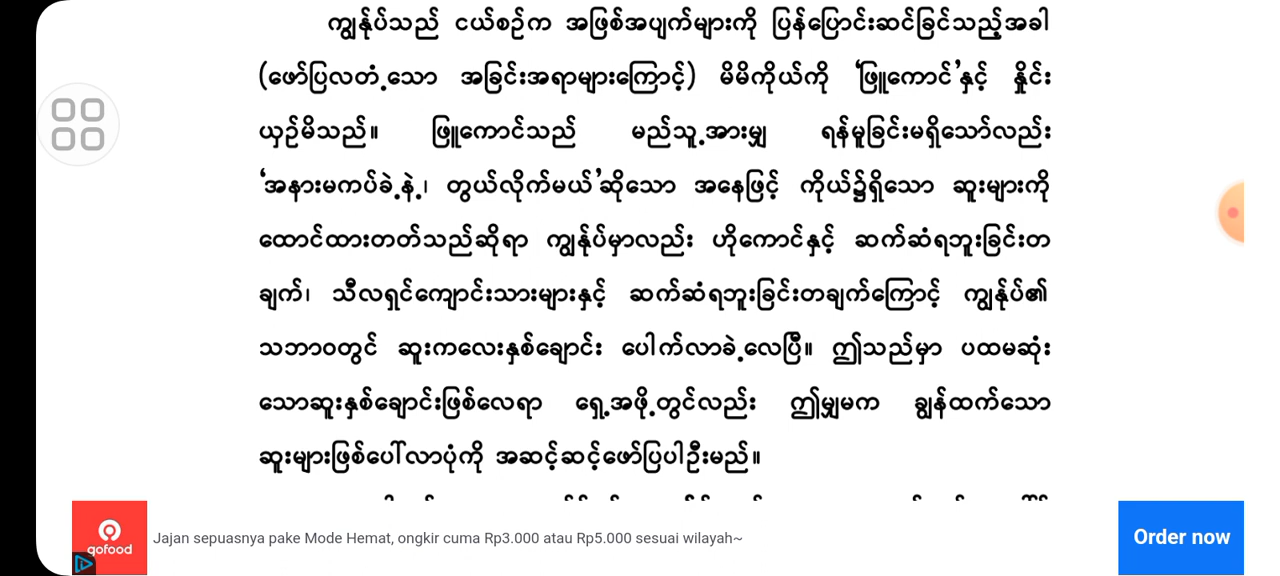 ကျွန်ုပ်သည် ငယ်စဉ်က အဖြစ်အပျက်များကို ပြန်ပြောင်းဆင်ခြင်သည့်အခါ
(ဖော်ပြလတံ့သော အခြင်းအရာများကြောင့်) မိမိကိုယ်ကို ‘ဖြူကောင်’နှင့် နှိုင်း
ယှဉ်မိသည်။ ဖြူကောင်သည် မည်သူ့အားမျှ ရန်မူခြင်းမရှိသော်လည်း
‘အနားမကပ်ခဲ့နဲ့၊ တွယ်လိုက်မယ်’ဆိုသော အနေဖြင့် ကိုယ်၌ရှိသော ဆူးများကို
ထောင်ထားတတ်သည်ဆိုရာ ကျွန်ုပ်မှာလည်း ဟိုကောင်နှင့် ဆက်ဆံရဘူးခြင်းတ
ချက်၊ သီလရှင်ကျောင်းသားများနှင့် ဆက်ဆံရဘူးခြင်းတချက်ကြောင့် ကျွန်ုပ်၏
သဘာဝတွင် ဆူးကလေးနှစ်ချောင်း ပေါက်လာခဲ့လေပြီ။ ဤသည်မှာ ပထမဆုံး
သောဆူးနှစ်ချောင်းဖြစ်လေရာ ရှေ့အဖို့တွင်လည်း ဤမျှမက ချွန်ထက်သော
ဆူးများဖြစ်ပေါ်လာပုံကို အဆင့်ဆင့်ဖော်ပြပါဦးမည်။
gofood
Jajan sepuasnya pake Mode Hemat, ongkir cuma Rp3.000 atau Rp5.000 sesuai wilayah~
Order now